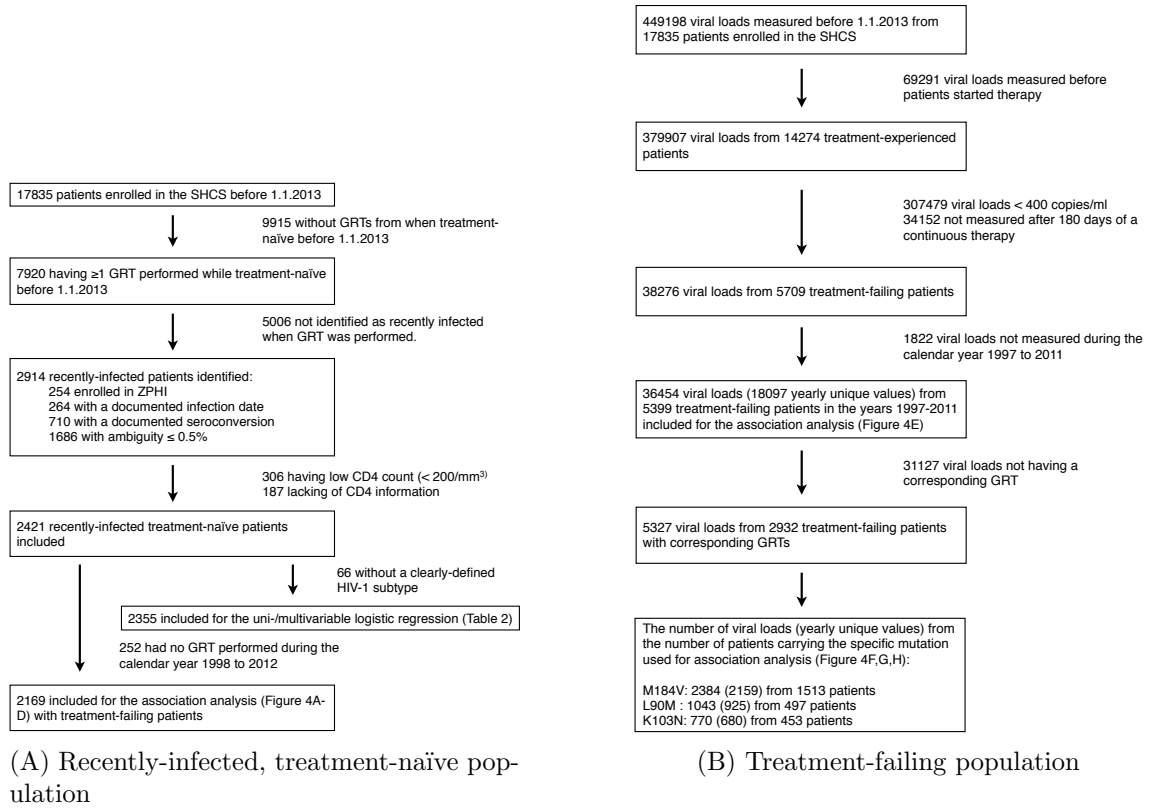 17835 patients enrolled in the SHCS before 1.1.2013
9915 without GRTs from when treatment-
naïve before 1.1.2013
7920 having ≥1 GRT performed while treatment-naïve
before 1.1.2013
5006 not identified as recently infected
when GRT was performed.
2914 recently-infected patients identified:
254 enrolled in ZPHI
264 with a documented infection date
710 with a documented seroconversion
1686 with ambiguity ≤ 0.5%
306 having low CD4 count (< 200/mm³)
187 lacking of CD4 information
2421 recently-infected treatment-naïve patients
included
66 without a clearly-defined
HIV-1 subtype
2355 included for the uni-/multivariable logistic regression (Table 2)
252 had no GRT performed during the
calendar year 1998 to 2012
2169 included for the association analysis (Figure 4A-
D) with treatment-failing patients
(A) Recently-infected, treatment-naïve pop-
ulation
449198 viral loads measured before 1.1.2013 from
17835 patients enrolled in the SHCS
69291 viral loads measured before
patients started therapy
379907 viral loads from 14274 treatment-experienced
patients
307479 viral loads < 400 copies/ml
34152 not measured after 180 days of a
continuous therapy
38276 viral loads from 5709 treatment-failing patients
1822 viral loads not measured during the
calendar year 1997 to 2011
36454 viral loads (18097 yearly unique values) from
5399 treatment-failing patients in the years 1997-2011
included for the association analysis (Figure 4E)
31127 viral loads not having a
corresponding GRT
5327 viral loads from 2932 treatment-failing patients
with corresponding GRTs
The number of viral loads (yearly unique values) from
the number of patients carrying the specific mutation
used for association analysis (Figure 4F,G,H):
M184V: 2384 (2159) from 1513 patients
L90M : 1043 (925) from 497 patients
K103N: 770 (680) from 453 patients
(B) Treatment-failing population